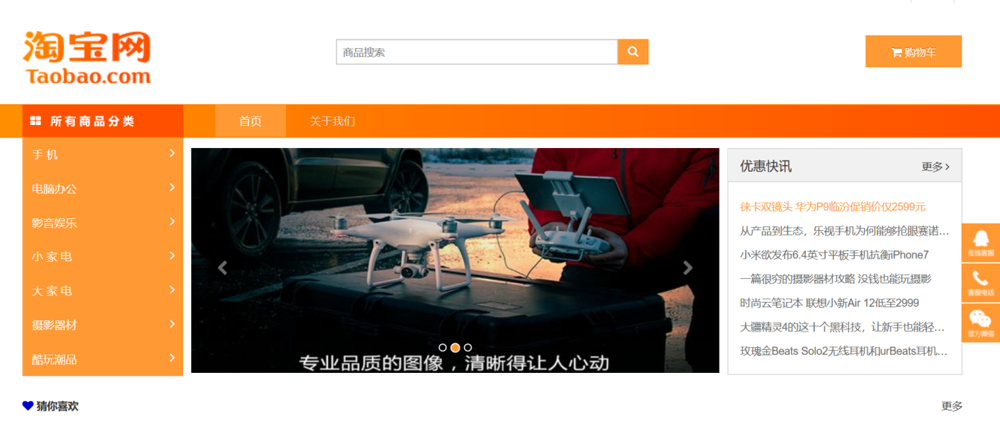 淘宝网
Taobao.com
商品搜索
购物车
所有商品分类
首页
关于我们
手机
电脑办公
影音娱乐
小家电
大家电
摄影器材
酷玩潮品
专业品质的图像，清晰得让人心动
优惠快讯
更多
徕卡双镜头 华为P9临汾促销价仅2599元
从产品到生态，乐视手机为何能够抢眼赛诺...
小米欲发布6.4英寸平板手机抗衡iPhone7
一篇很穷的摄影器材攻略 没钱也能玩摄影
时尚云笔记本 联想小新Air 12低至2999
大疆精灵4的这十个黑科技，让新手也能轻...
玫瑰金Beats Solo2无线耳机和urBeats耳机...
在线客服
客服电话
官方微信
猜你喜欢
更多